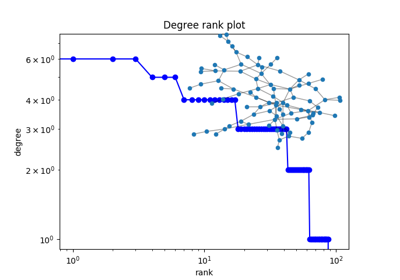 Degree rank plot
degree
6 × 10⁰
4 × 10⁰
3 × 10⁰
2 × 10⁰
10⁰
10⁰
10¹
10²
rank